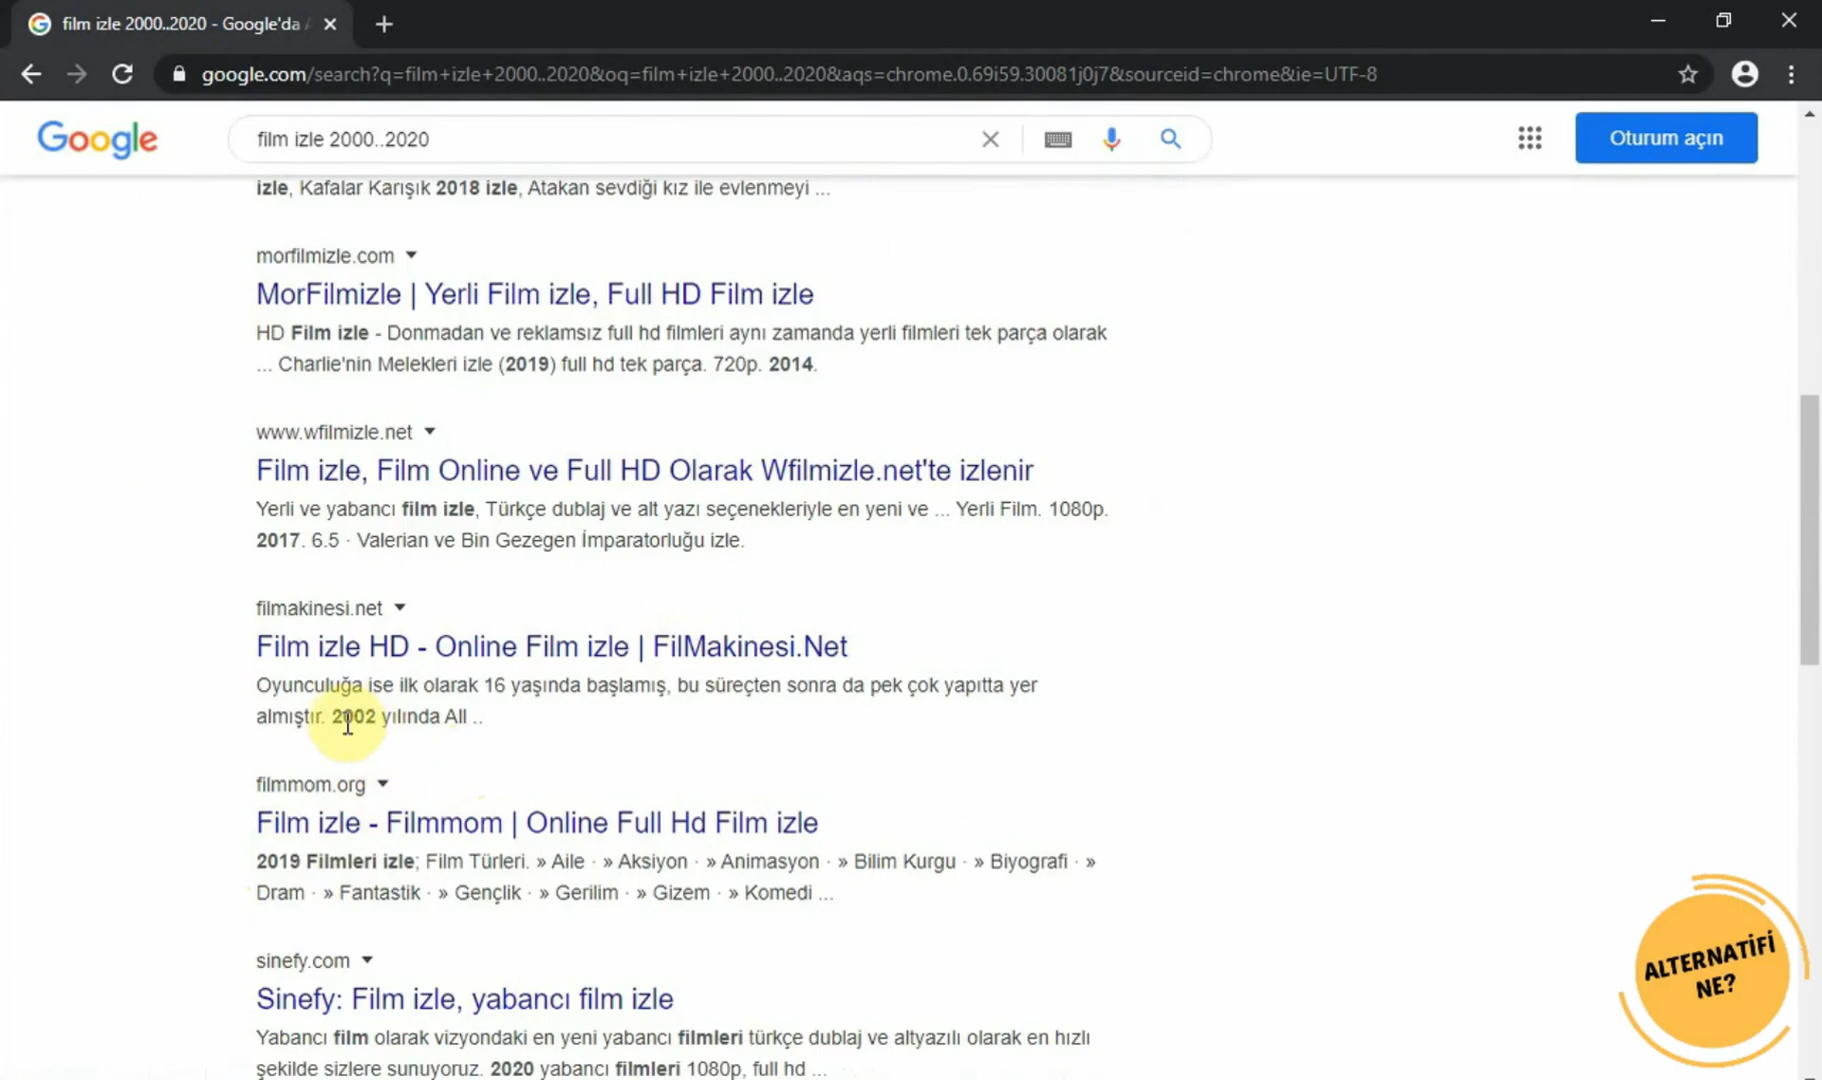 film izle 2000..2020 - Google'da
google.com/search?q=film+izle+2000..2020&oq=film+izle+2000..2020&aqs=chrome.0.69i59.30081j0j7&sourceid=chrome&ie=UTF-8
Google
film izle 2000..2020
Oturum açın
izle, Kafalar Karışık 2018 izle, Atakan sevdiği kız ile evlenmeyi ...
morfilmizle.com
MorFilmizle | Yerli Film izle, Full HD Film izle
HD Film izle - Donmadan ve reklamsız full hd filmleri aynı zamanda yerli filmleri tek parça olarak
... Charlie'nin Melekleri izle (2019) full hd tek parça. 720p. 2014.
www.wfilmizle.net
Film izle, Film Online ve Full HD Olarak Wfilmizle.net'te izlenir
Yerli ve yabancı film izle, Türkçe dublaj ve alt yazı seçenekleriyle en yeni ve ... Yerli Film. 1080p.
2017. 6.5 · Valerian ve Bin Gezegen İmparatorluğu izle.
filmakinesi.net
Film izle HD - Online Film izle | FilMakinesi.Net
Oyunculuğa ise ilk olarak 16 yaşında başlamış, bu süreçten sonra da pek çok yapıtta yer
almıştır. 2002 yılında All ..
filmmom.org
Film izle - Filmmom | Online Full Hd Film izle
2019 Filmleri izle; Film Türleri. » Aile · » Aksiyon · » Animasyon · » Bilim Kurgu · » Biyografi · »
Dram · » Fantastik · » Gençlik · » Gerilim · » Gizem · » Komedi ...
sinefy.com
Sinefy: Film izle, yabancı film izle
Yabancı film olarak vizyondaki en yeni yabancı filmleri türkçe dublaj ve altyazılı olarak en hızlı
şekilde sizlere sunuyoruz. 2020 yabancı filmleri 1080p, full hd ...
ALTERNATİFİ
NE?